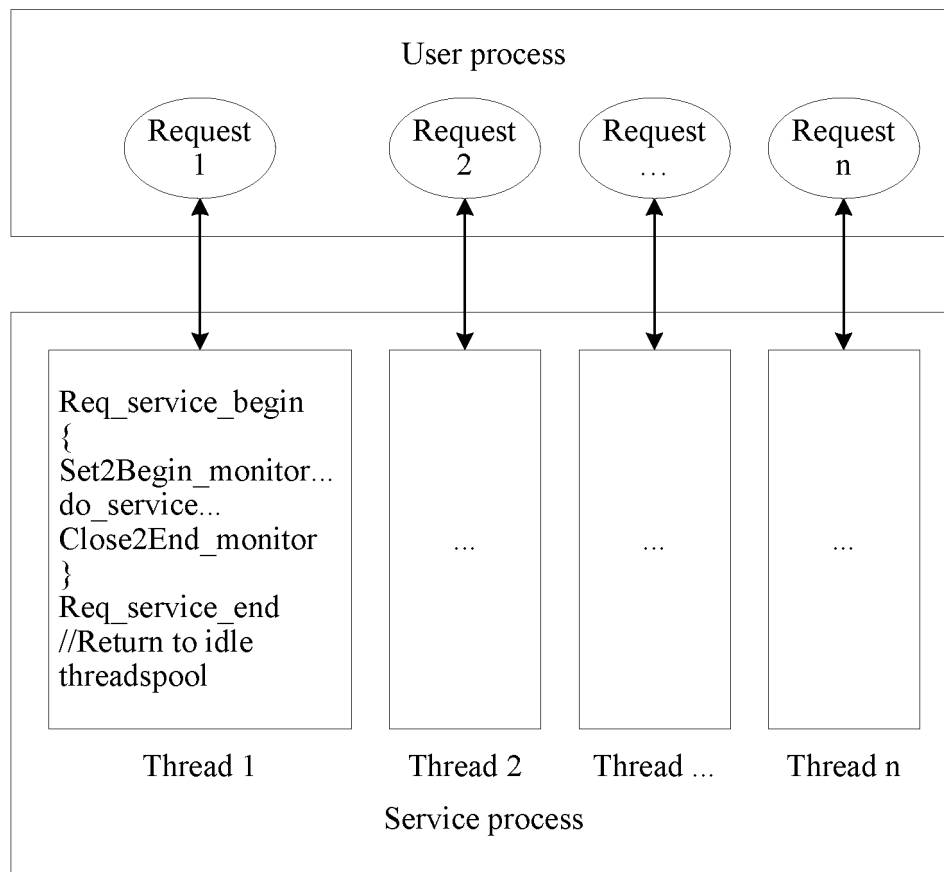 User process
Request
1
Request
2
Request
…
Request
n
Req_service_begin
{
Set2Begin_monitor...
do_service...
Close2End_monitor
}
Req_service_end
//Return to idle
threadspool
...
...
...
Thread 1
Thread 2
Thread ...
Thread n
Service process